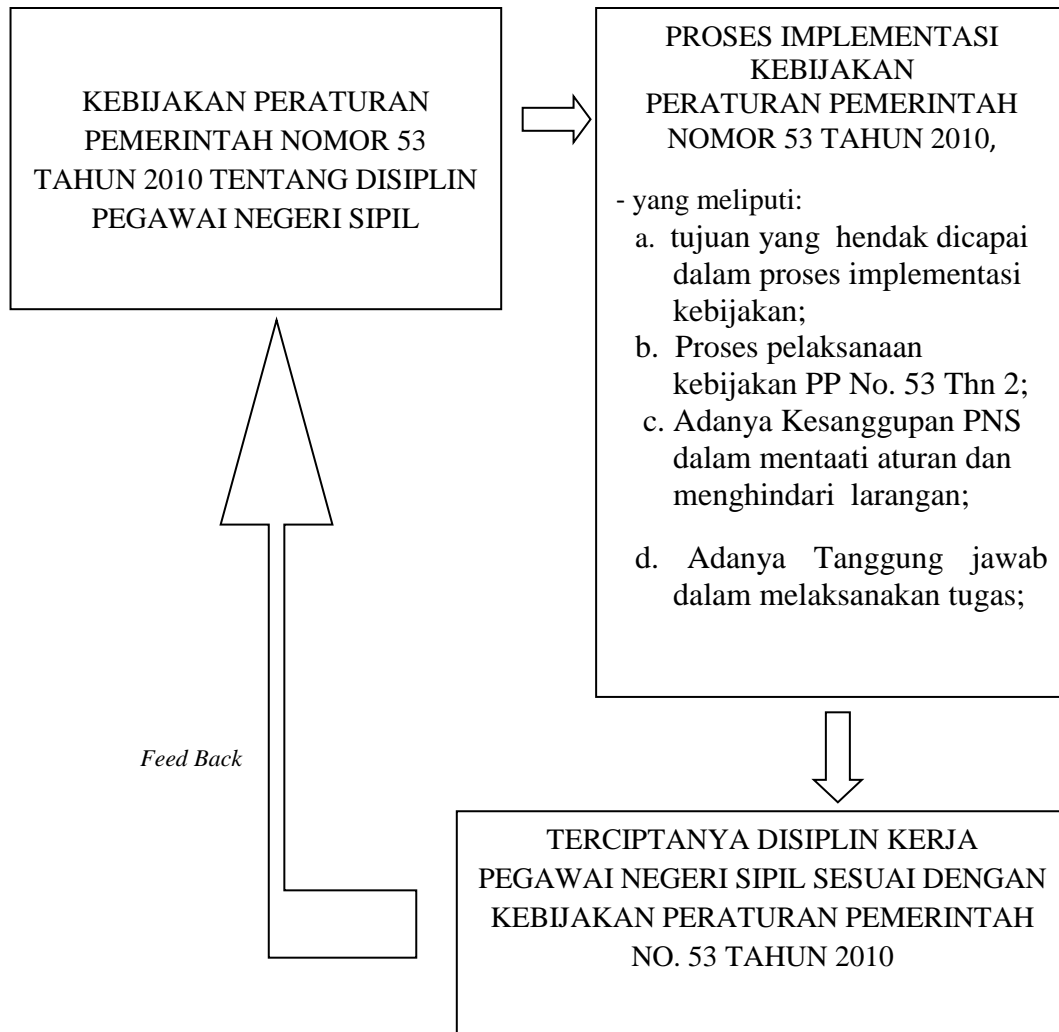 KEBIJAKAN PERATURAN
PEMERINTAH NOMOR 53
TAHUN 2010 TENTANG DISIPLIN
PEGAWAI NEGERI SIPIL
PROSES IMPLEMENTASI
KEBIJAKAN
PERATURAN PEMERINTAH
NOMOR 53 TAHUN 2010,
- yang meliputi:
a. tujuan yang hendak dicapai
dalam proses implementasi
kebijakan;
b. Proses pelaksanaan
kebijakan PP No. 53 Thn 2;
c. Adanya Kesanggupan PNS
dalam mentaati aturan dan
menghindari larangan;
d. Adanya Tanggung jawab
dalam melaksanakan tugas;
Feed Back
TERCIPTANYA DISIPLIN KERJA
PEGAWAI NEGERI SIPIL SESUAI DENGAN
KEBIJAKAN PERATURAN PEMERINTAH
NO. 53 TAHUN 2010